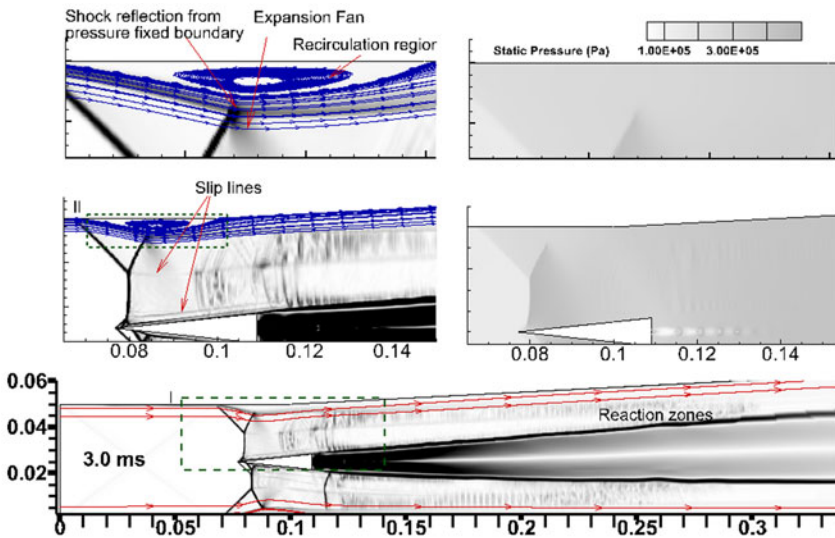 Shock reflection from
pressure fixed boundary
Expansion Fan
Recirculation region
Static Pressure (Pa)
1.00E+05 3.00E+05
II
Slip lines
0.08 0.1 0.12 0.14
0.08 0.1 0.12 0.14
I
0.06
0.04
0.02
3.0 ms
Reaction zones
0 0.05 0.1 0.15 0.2 0.25 0.3